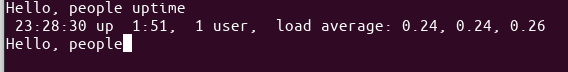 Hello, people uptime
 23:28:30 up  1:51,  1 user,  load average: 0.24, 0.24, 0.26
Hello, people